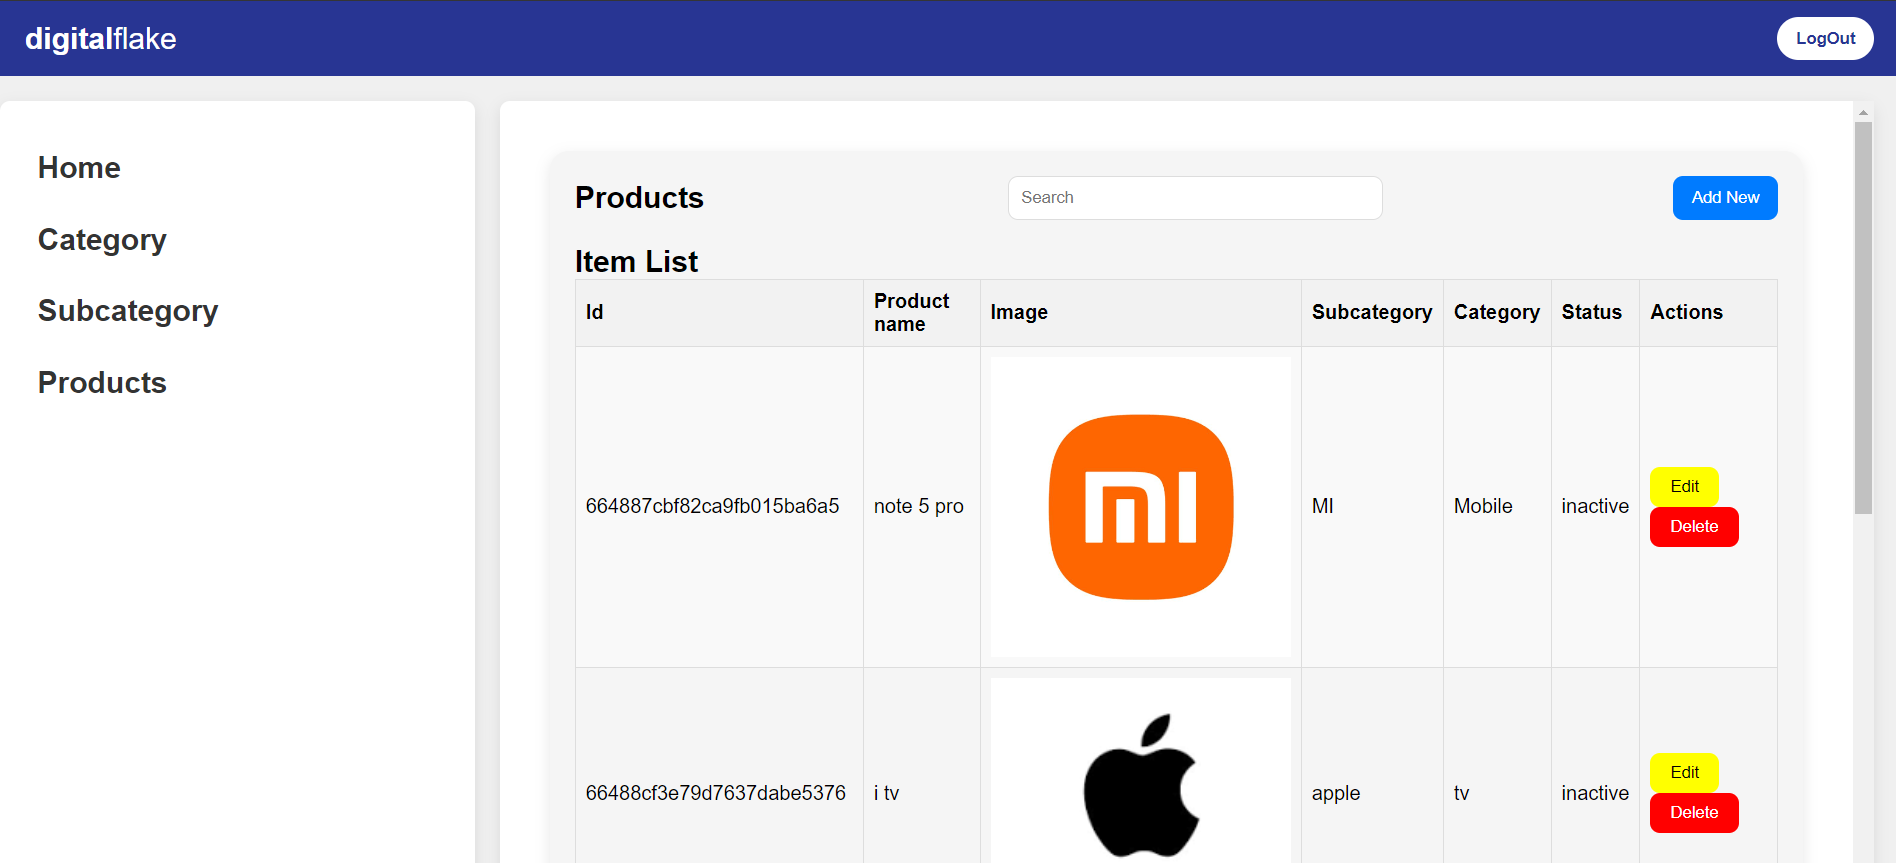 digitalflake
LogOut
Home
Category
Subcategory
Products
Products
Search
Add New
Item List
Id
Product name
Image
Subcategory
Category
Status
Actions
664887cbf82ca9fb015ba6a5
note 5 pro
mi
MI
Mobile
inactive
Edit
Delete
66488cf3e79d7637dabe5376
i tv
apple
tv
inactive
Edit
Delete